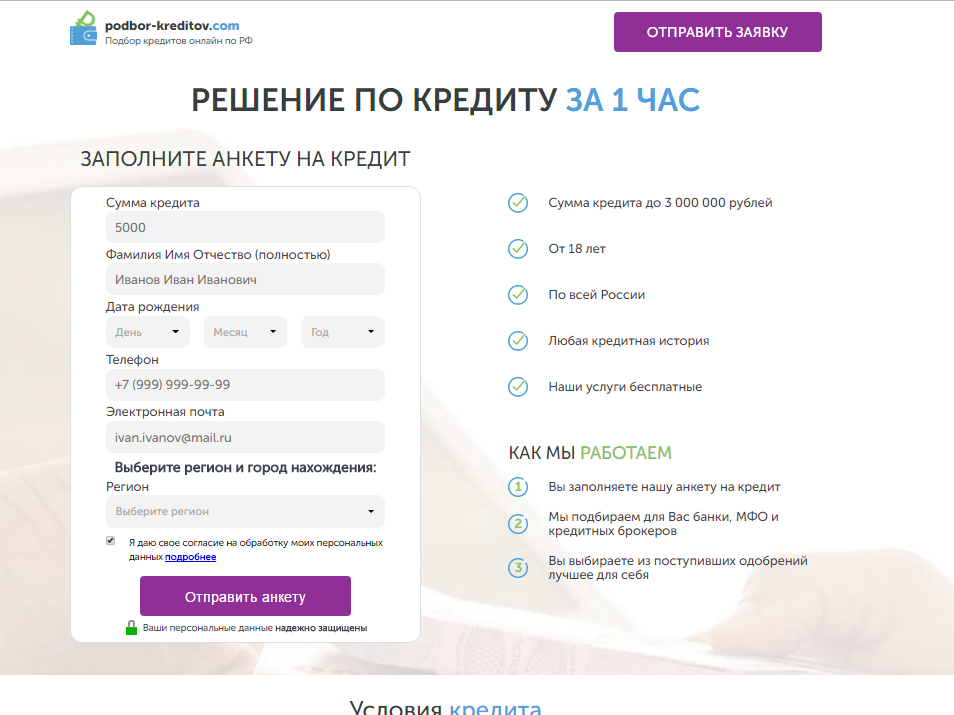 podbor-kreditov.com
Подбор кредитов онлайн по РФ
ОТПРАВИТЬ ЗАЯВКУ
РЕШЕНИЕ ПО КРЕДИТУ ЗА 1 ЧАС
ЗАПОЛНИТЕ АНКЕТУ НА КРЕДИТ
Сумма кредита
5000
Фамилия Имя Отчество (полностью)
Иванов Иван Иванович
Дата рождения
День Месяц Год
Телефон
+7 (999) 999-99-99
Электронная почта
ivan.ivanov@mail.ru
Выберите регион и город нахождения:
Регион
Выберите регион
Я даю свое согласие на обработку моих персональных
данных подробнее
Отправить анкету
Ваши персональные данные надежно защищены
Сумма кредита до 3 000 000 рублей
От 18 лет
По всей России
Любая кредитная история
Наши услуги бесплатные
КАК МЫ РАБОТАЕМ
1 Вы заполняете нашу анкету на кредит
2 Мы подбираем для Вас банки, МФО и
кредитных брокеров
3 Вы выбираете из поступивших одобрений
лучшее для себя
Условия кредита